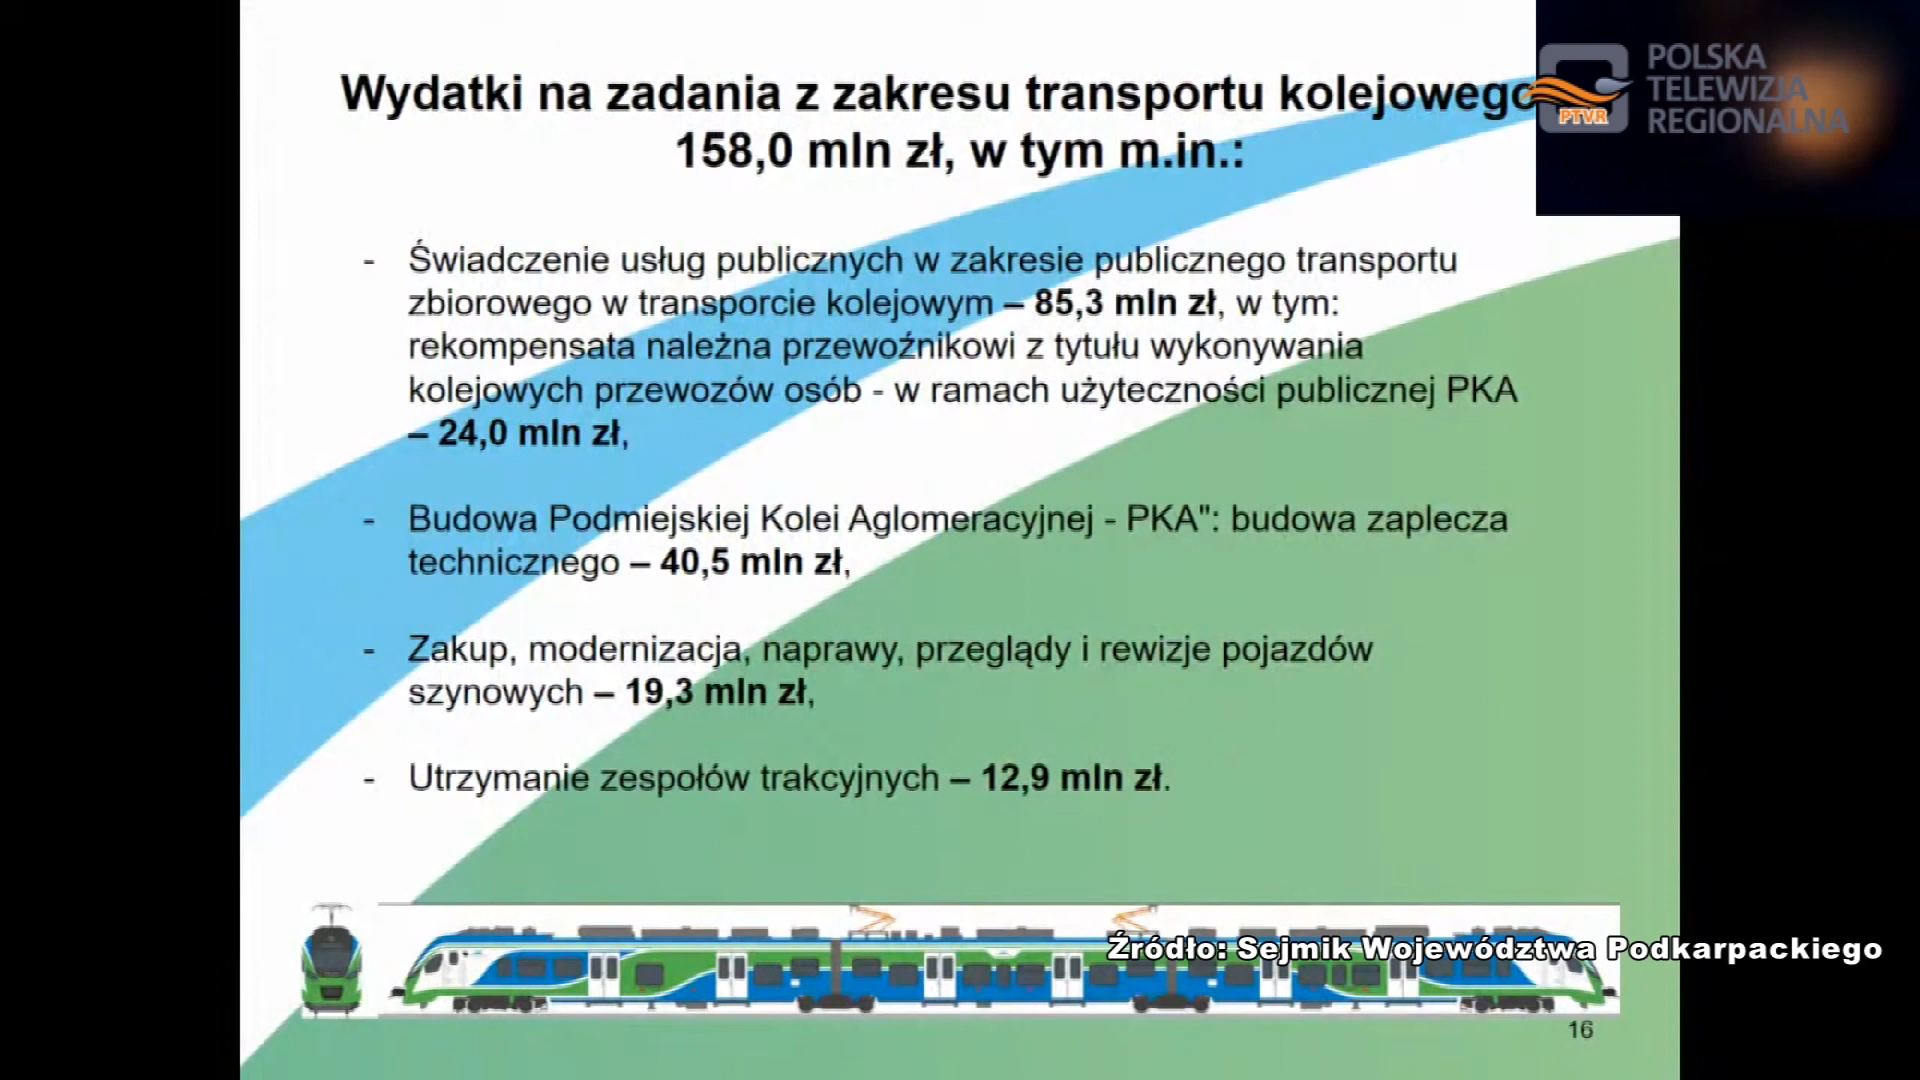 Wydatki na zadania z zakresu transportu kolejowego
158,0 mln zł, w tym m.in.:
POLSKA
TELEWIZJA
REGIONALNA
PTVR
- Świadczenie usług publicznych w zakresie publicznego transportu
zbiorowego w transporcie kolejowym – 85,3 mln zł, w tym:
rekompensata należna przewoźnikowi z tytułu wykonywania
kolejowych przewozów osób - w ramach użyteczności publicznej PKA
– 24,0 mln zł,
- Budowa Podmiejskiej Kolei Aglomeracyjnej - PKA": budowa zaplecza
technicznego – 40,5 mln zł,
- Zakup, modernizacja, naprawy, przeglądy i rewizje pojazdów
szynowych – 19,3 mln zł,
- Utrzymanie zespołów trakcyjnych – 12,9 mln zł.
Źródło: Sejmik Województwa Podkarpackiego
16